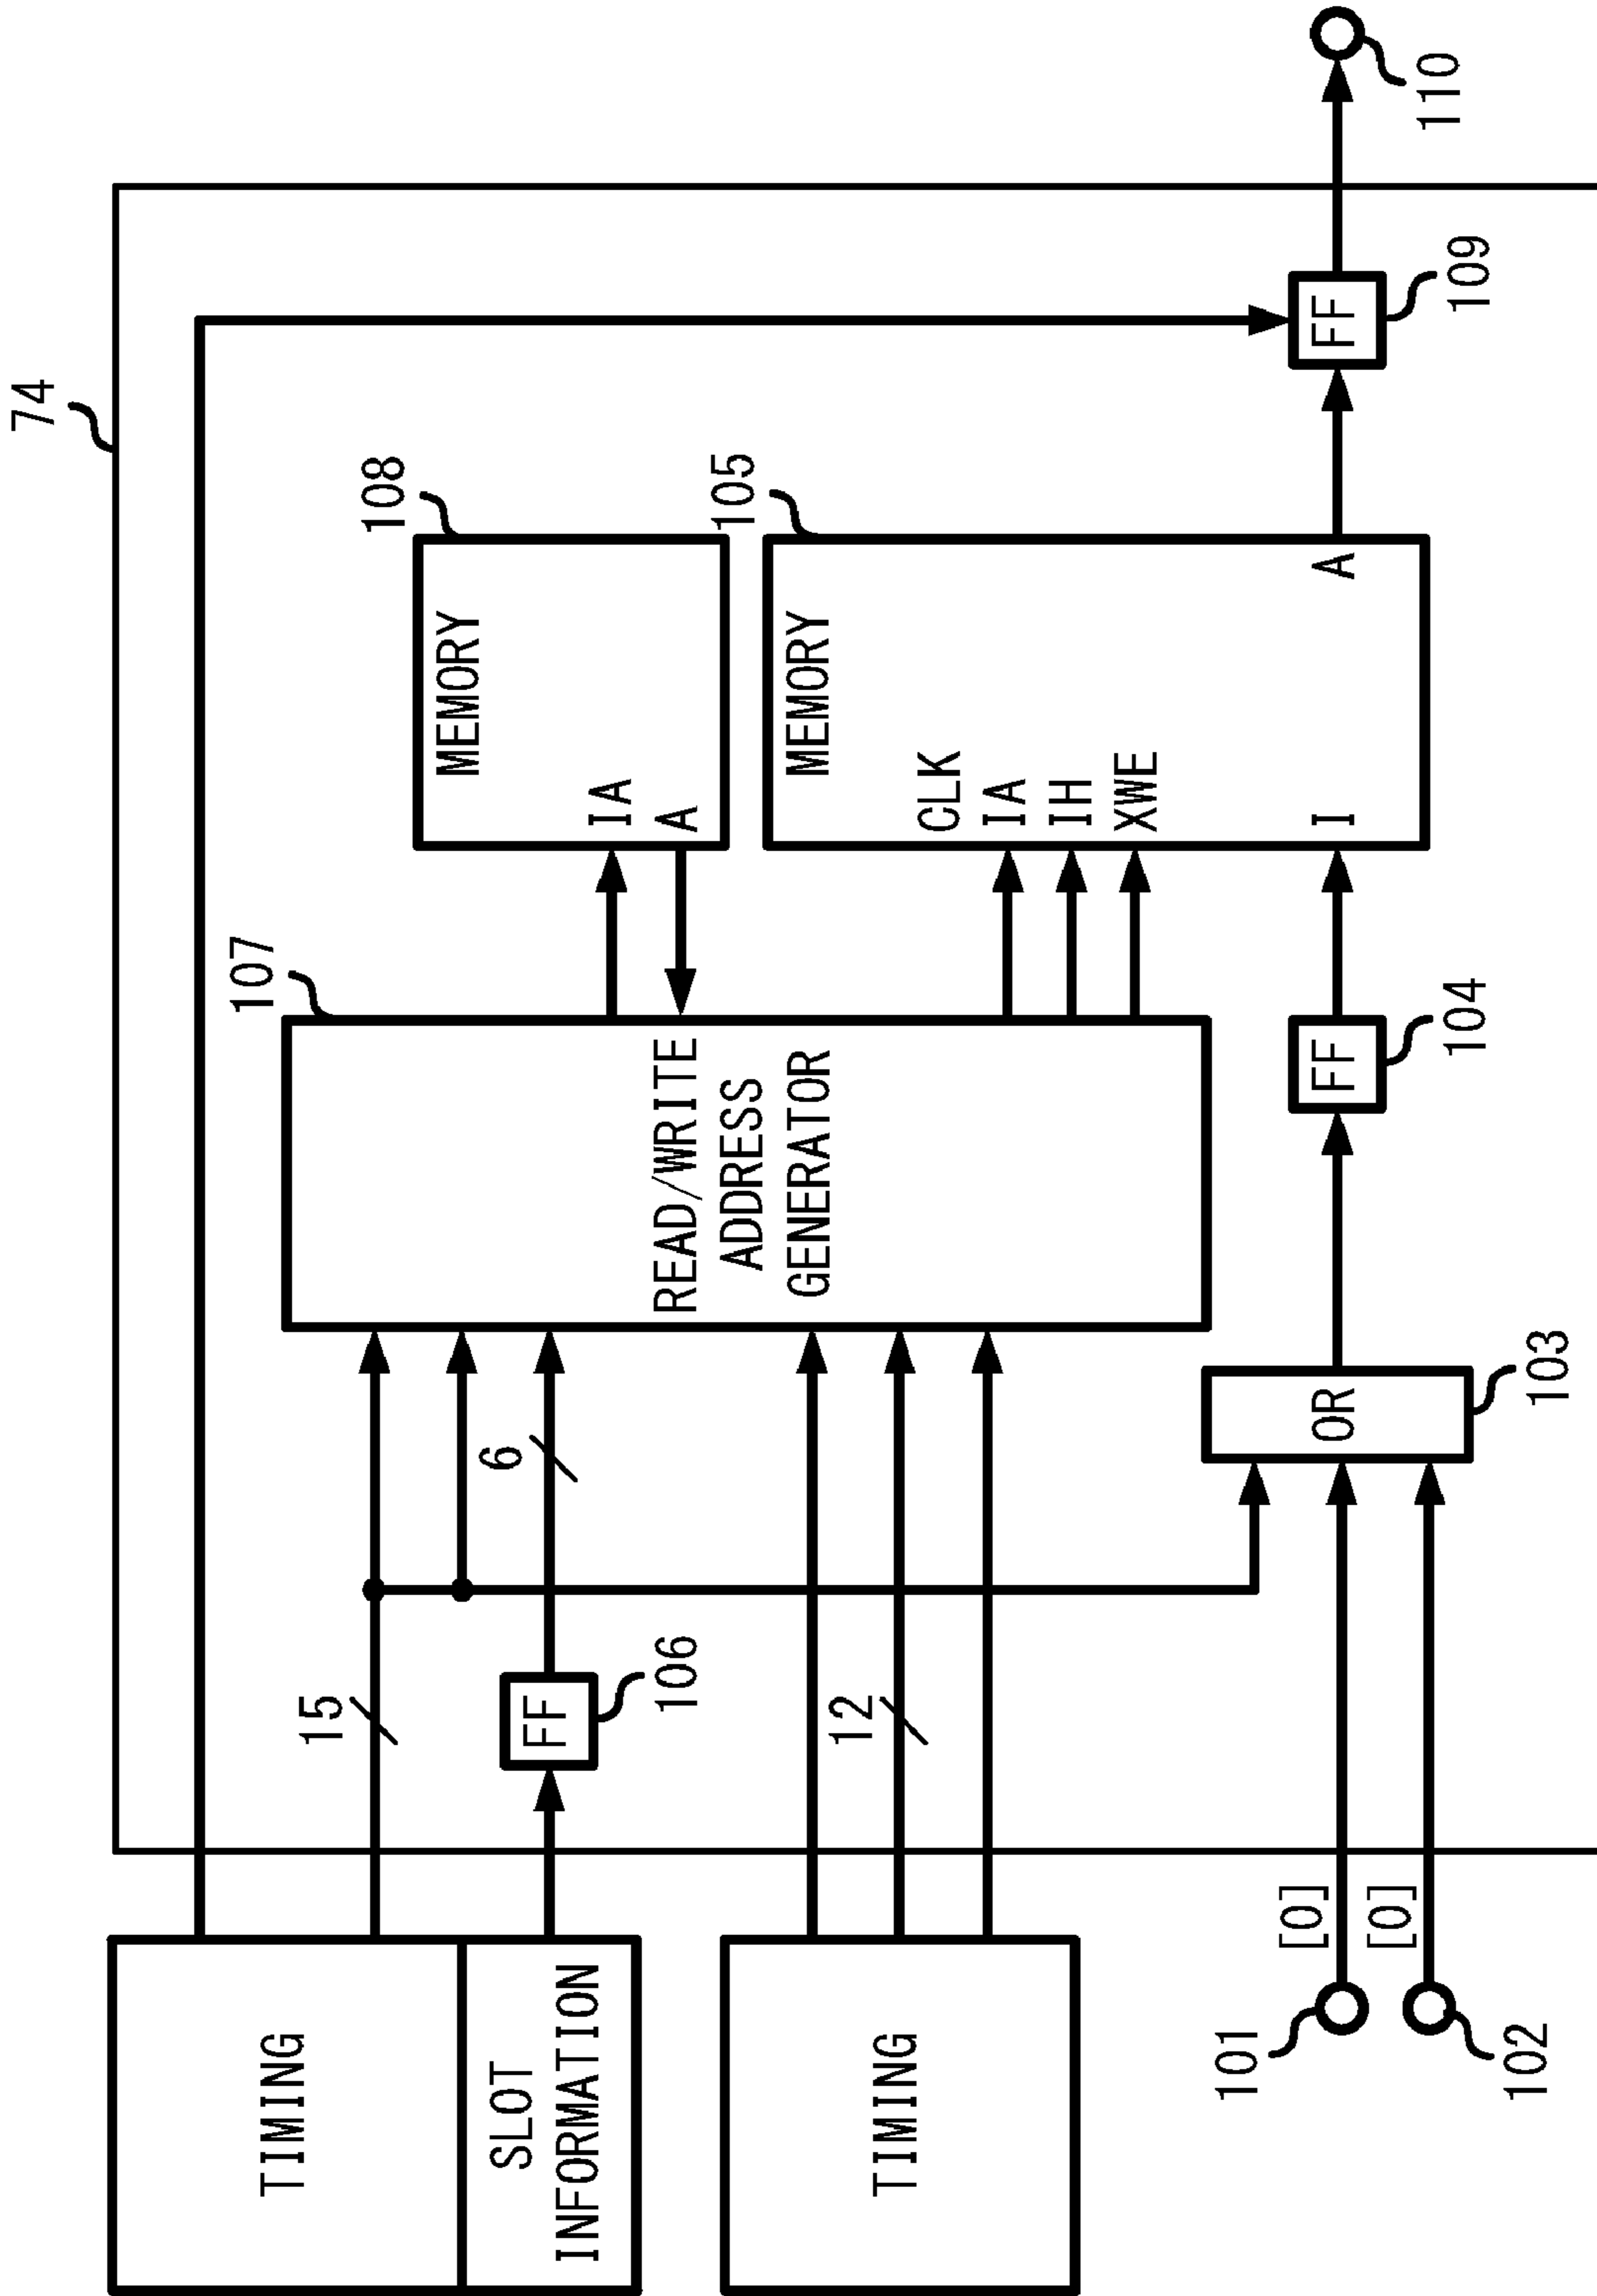 74
108
107
105
MEMORY
IA
A
MEMORY
CLK
IA
IH
XWE
I
A
READ/WRITE
ADDRESS
GENERATOR
TIMING
15
SLOT
INFORMATION
FF
106
6
TIMING
12
101
[0]
[0]
102
OR
103
FF
104
FF
109
110